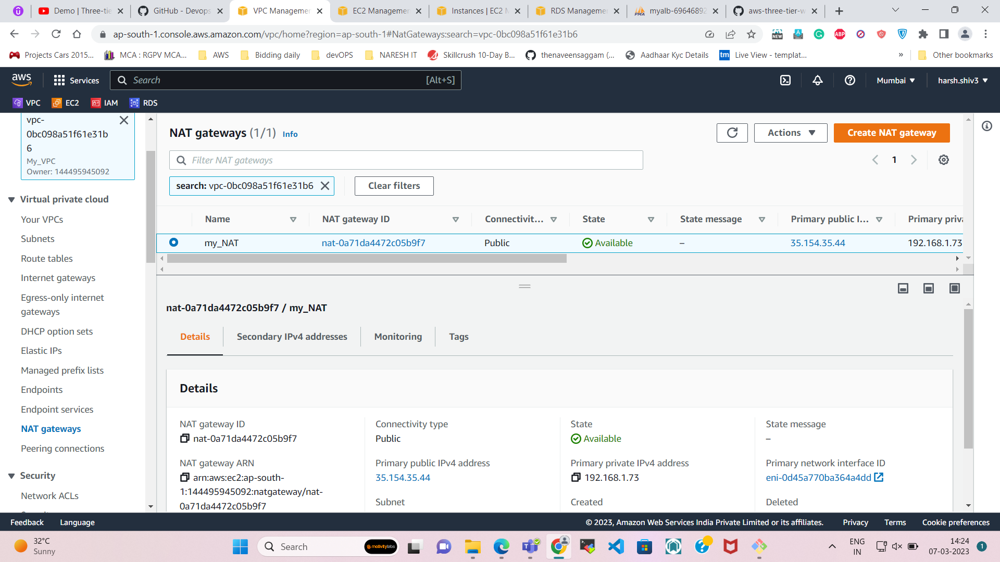 Demo | Three-tie
GitHub - Devops
VPC Managemen
EC2 Managemen
Instances | EC2 M
RDS Managemen
PMA
myalb-69646892
aws-three-tier-w
ap-south-1.console.aws.amazon.com/vpc/home?region=ap-south-1#NatGateways:search=vpc-0bc098a51f61e31b6
NEW
ABP
Projects Cars 2015...
MCA : RGPV MCA...
AWS
Bidding daily
devOPS
NARESH IT
Skillcrush 10-Day B...
thenaveensaggam (...
Aadhaar Kyc Details
tm
Live View - templat...
»
Other bookmarks
aws
Services
Search
[Alt+S]
Mumbai
harsh.shiv3
VPC
EC2
IAM
RDS
vpc-
0bc098a51f61e31b
6
My_VPC
Owner: 144495945092
Virtual private cloud
Your VPCs
Subnets
Route tables
Internet gateways
Egress-only internet
gateways
DHCP option sets
Elastic IPs
Managed prefix lists
Endpoints
Endpoint services
NAT gateways
Peering connections
Security
Network ACLs
NAT gateways (1/1) Info
Actions
Create NAT gateway
Filter NAT gateways
1
search: vpc-0bc098a51f61e31b6
Clear filters
Name
NAT gateway ID
Connectivit...
State
State message
Primary public I...
Primary priva
my_NAT
nat-0a71da4472c05b9f7
Public
Available
–
35.154.35.44
192.168.1.73
nat-0a71da4472c05b9f7 / my_NAT
Details
Secondary IPv4 addresses
Monitoring
Tags
Details
NAT gateway ID
nat-0a71da4472c05b9f7
Connectivity type
Public
State
Available
State message
–
NAT gateway ARN
arn:aws:ec2:ap-south-
1:144495945092:natgateway/nat-
0a71da4472c05b9f7
Primary public IPv4 address
35.154.35.44
Primary private IPv4 address
192.168.1.73
Primary network interface ID
eni-0d45a770ba364a4dd
Subnet
Created
Deleted
Feedback
Language
© 2023, Amazon Web Services India Private Limited or its affiliates.
Privacy
Terms
Cookie preferences
32°C
Sunny
Search
motivitylabs
ENG
IN
14:24
07-03-2023
1